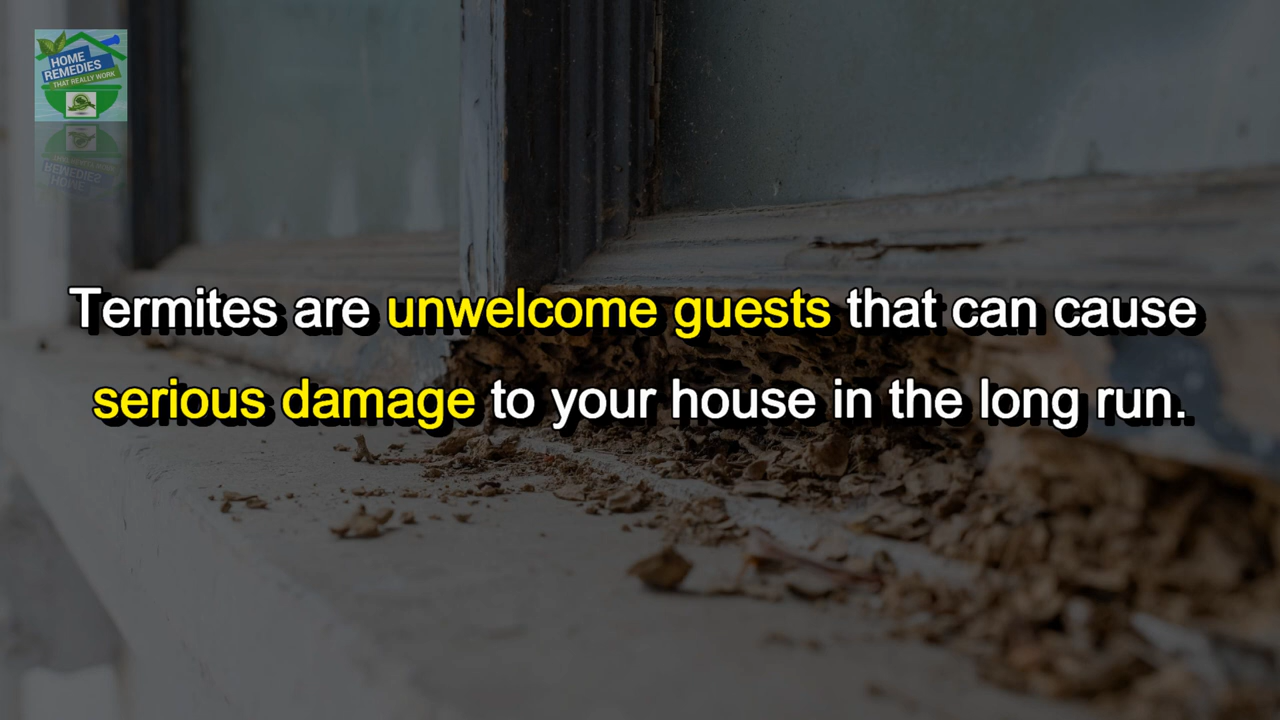 HOME
REMEDIES
THAT REALLY WORK
Termites are unwelcome guests that can cause
serious damage to your house in the long run.